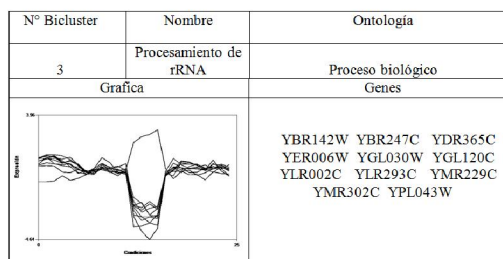 N° Bicluster Nombre Ontología
3 Procesamiento de rRNA Proceso biológico
Grafica Genes
Expresión
25
0
Condiciones
YBR142W YBR247C YDR365C
YER006W YGL030W YGL120C
YLR002C YLR293C YMR229C
YMR302C YPL043W